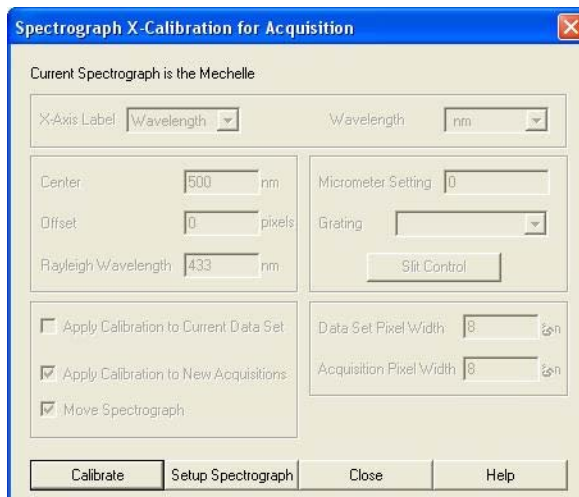 Spectrograph X-Calibration for Acquisition
Current Spectrograph is the Mechelle
X-Axis Label Wavelength Wavelength nm
Center 500 nm
Offset 0 pixels
Rayleigh Wavelength 433 nm
Micrometer Setting 0
Grating
Slit Control
Apply Calibration to Current Data Set
Apply Calibration to New Acquisitions
Move Spectrograph
Data Set Pixel Width 8
Acquisition Pixel Width 8
Calibrate Setup Spectrograph Close Help